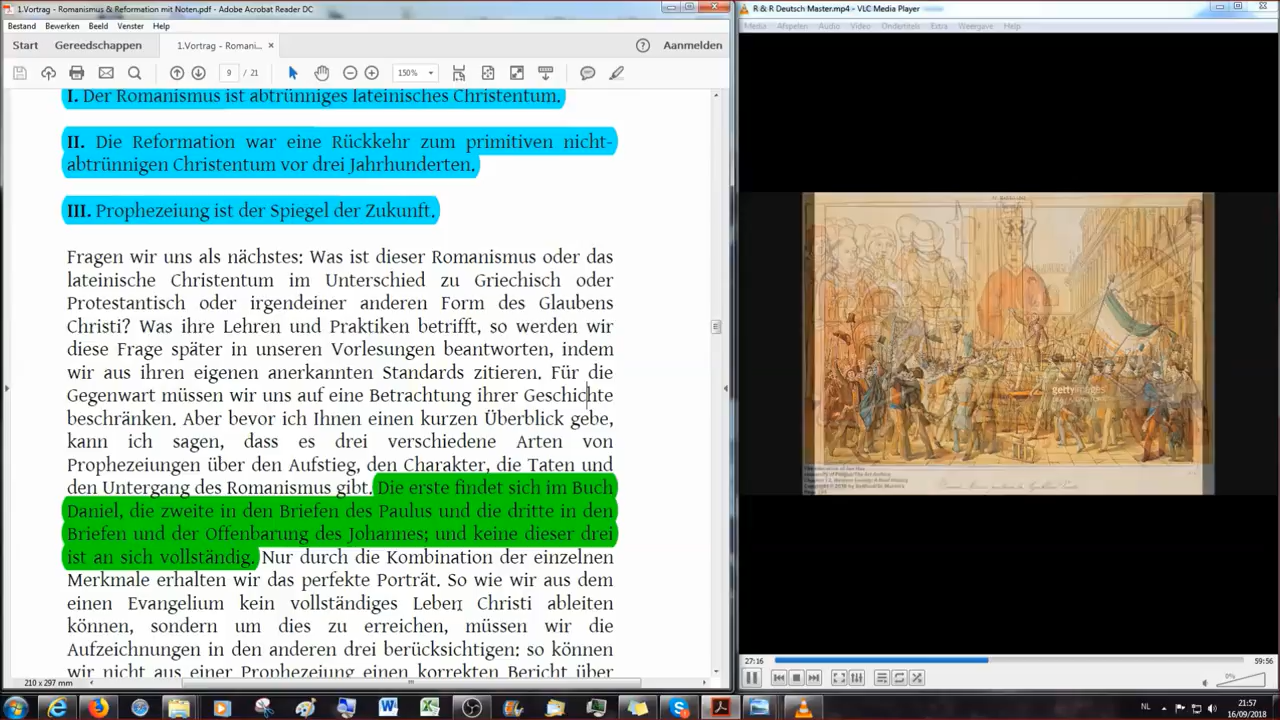 1.Vortrag - Romanismus & Reformation mit Noten.pdf - Adobe Acrobat Reader DC
Bestand Bewerken Beeld Venster Help
Start Gereedschappen 1.Vortrag - Romani... × Aanmelden
9 / 21 150%
I. Der Romanismus ist abtrünniges lateinisches Christentum.
II. Die Reformation war eine Rückkehr zum primitiven nicht-
abtrünnigen Christentum vor drei Jahrhunderten.
III. Prophezeiung ist der Spiegel der Zukunft.
Fragen wir uns als nächstes: Was ist dieser Romanismus oder das
lateinische Christentum im Unterschied zu Griechisch oder
Protestantisch oder irgendeiner anderen Form des Glaubens
Christi? Was ihre Lehren und Praktiken betrifft, so werden wir
diese Frage später in unseren Vorlesungen beantworten, indem
wir aus ihren eigenen anerkannten Standards zitieren. Für die
Gegenwart müssen wir uns auf eine Betrachtung ihrer Geschichte
beschränken. Aber bevor ich Ihnen einen kurzen Überblick gebe,
kann ich sagen, dass es drei verschiedene Arten von
Prophezeiungen über den Aufstieg, den Charakter, die Taten und
den Untergang des Romanismus gibt. Die erste findet sich im Buch
Daniel, die zweite in den Briefen des Paulus und die dritte in den
Briefen und der Offenbarung des Johannes; und keine dieser drei
ist an sich vollständig. Nur durch die Kombination der einzelnen
Merkmale erhalten wir das perfekte Porträt. So wie wir aus dem
einen Evangelium kein vollständiges Leben Christi ableiten
können, sondern um dies zu erreichen, müssen wir die
Aufzeichnungen in den anderen drei berücksichtigen: so können
wir nicht aus einer Prophezeiung einen korrekten Bericht über
210 x 297 mm
R & R Deutsch Master.mp4 - VLC Media Player
Media Afspelen Audio Video Ondertitels Extra Weergave Help
gettyimages
27:16 59:56
0%
NL 21:57
16/09/2018